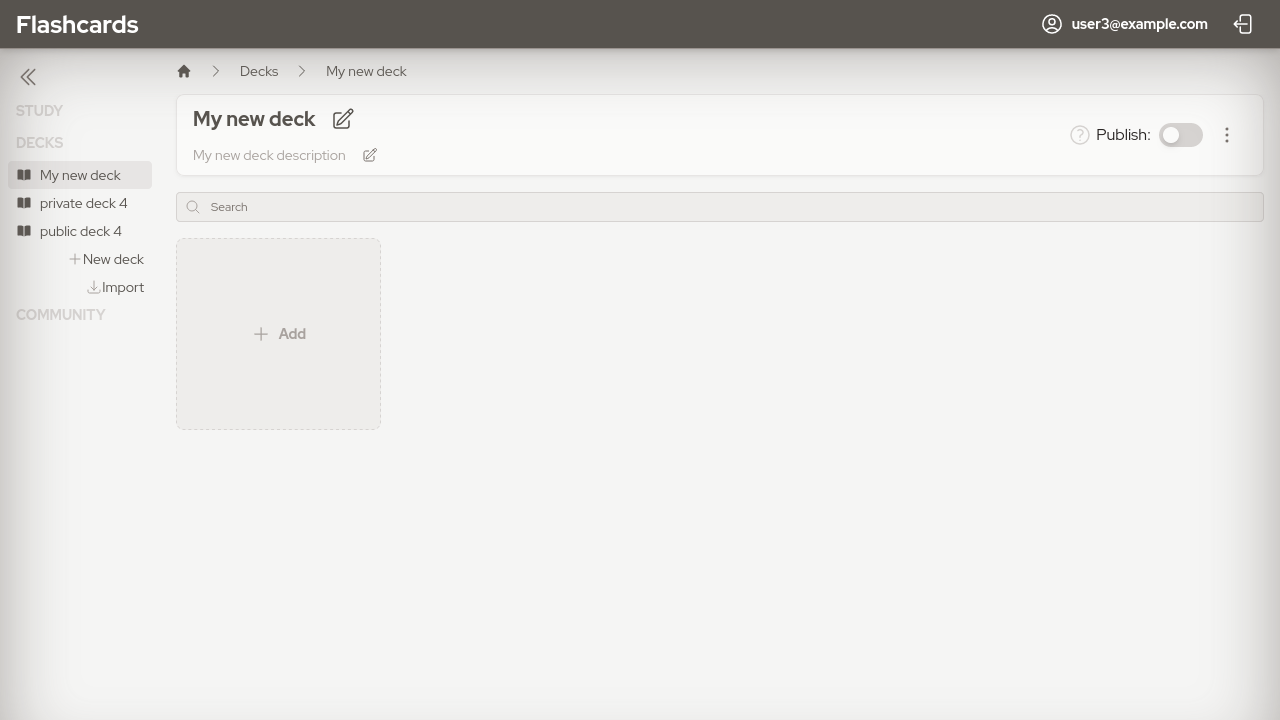 Flashcards
user3@example.com
STUDY
DECKS
My new deck
private deck 4
public deck 4
New deck
Import
COMMUNITY
Decks
My new deck
My new deck
My new deck description
Publish:
Search
Add